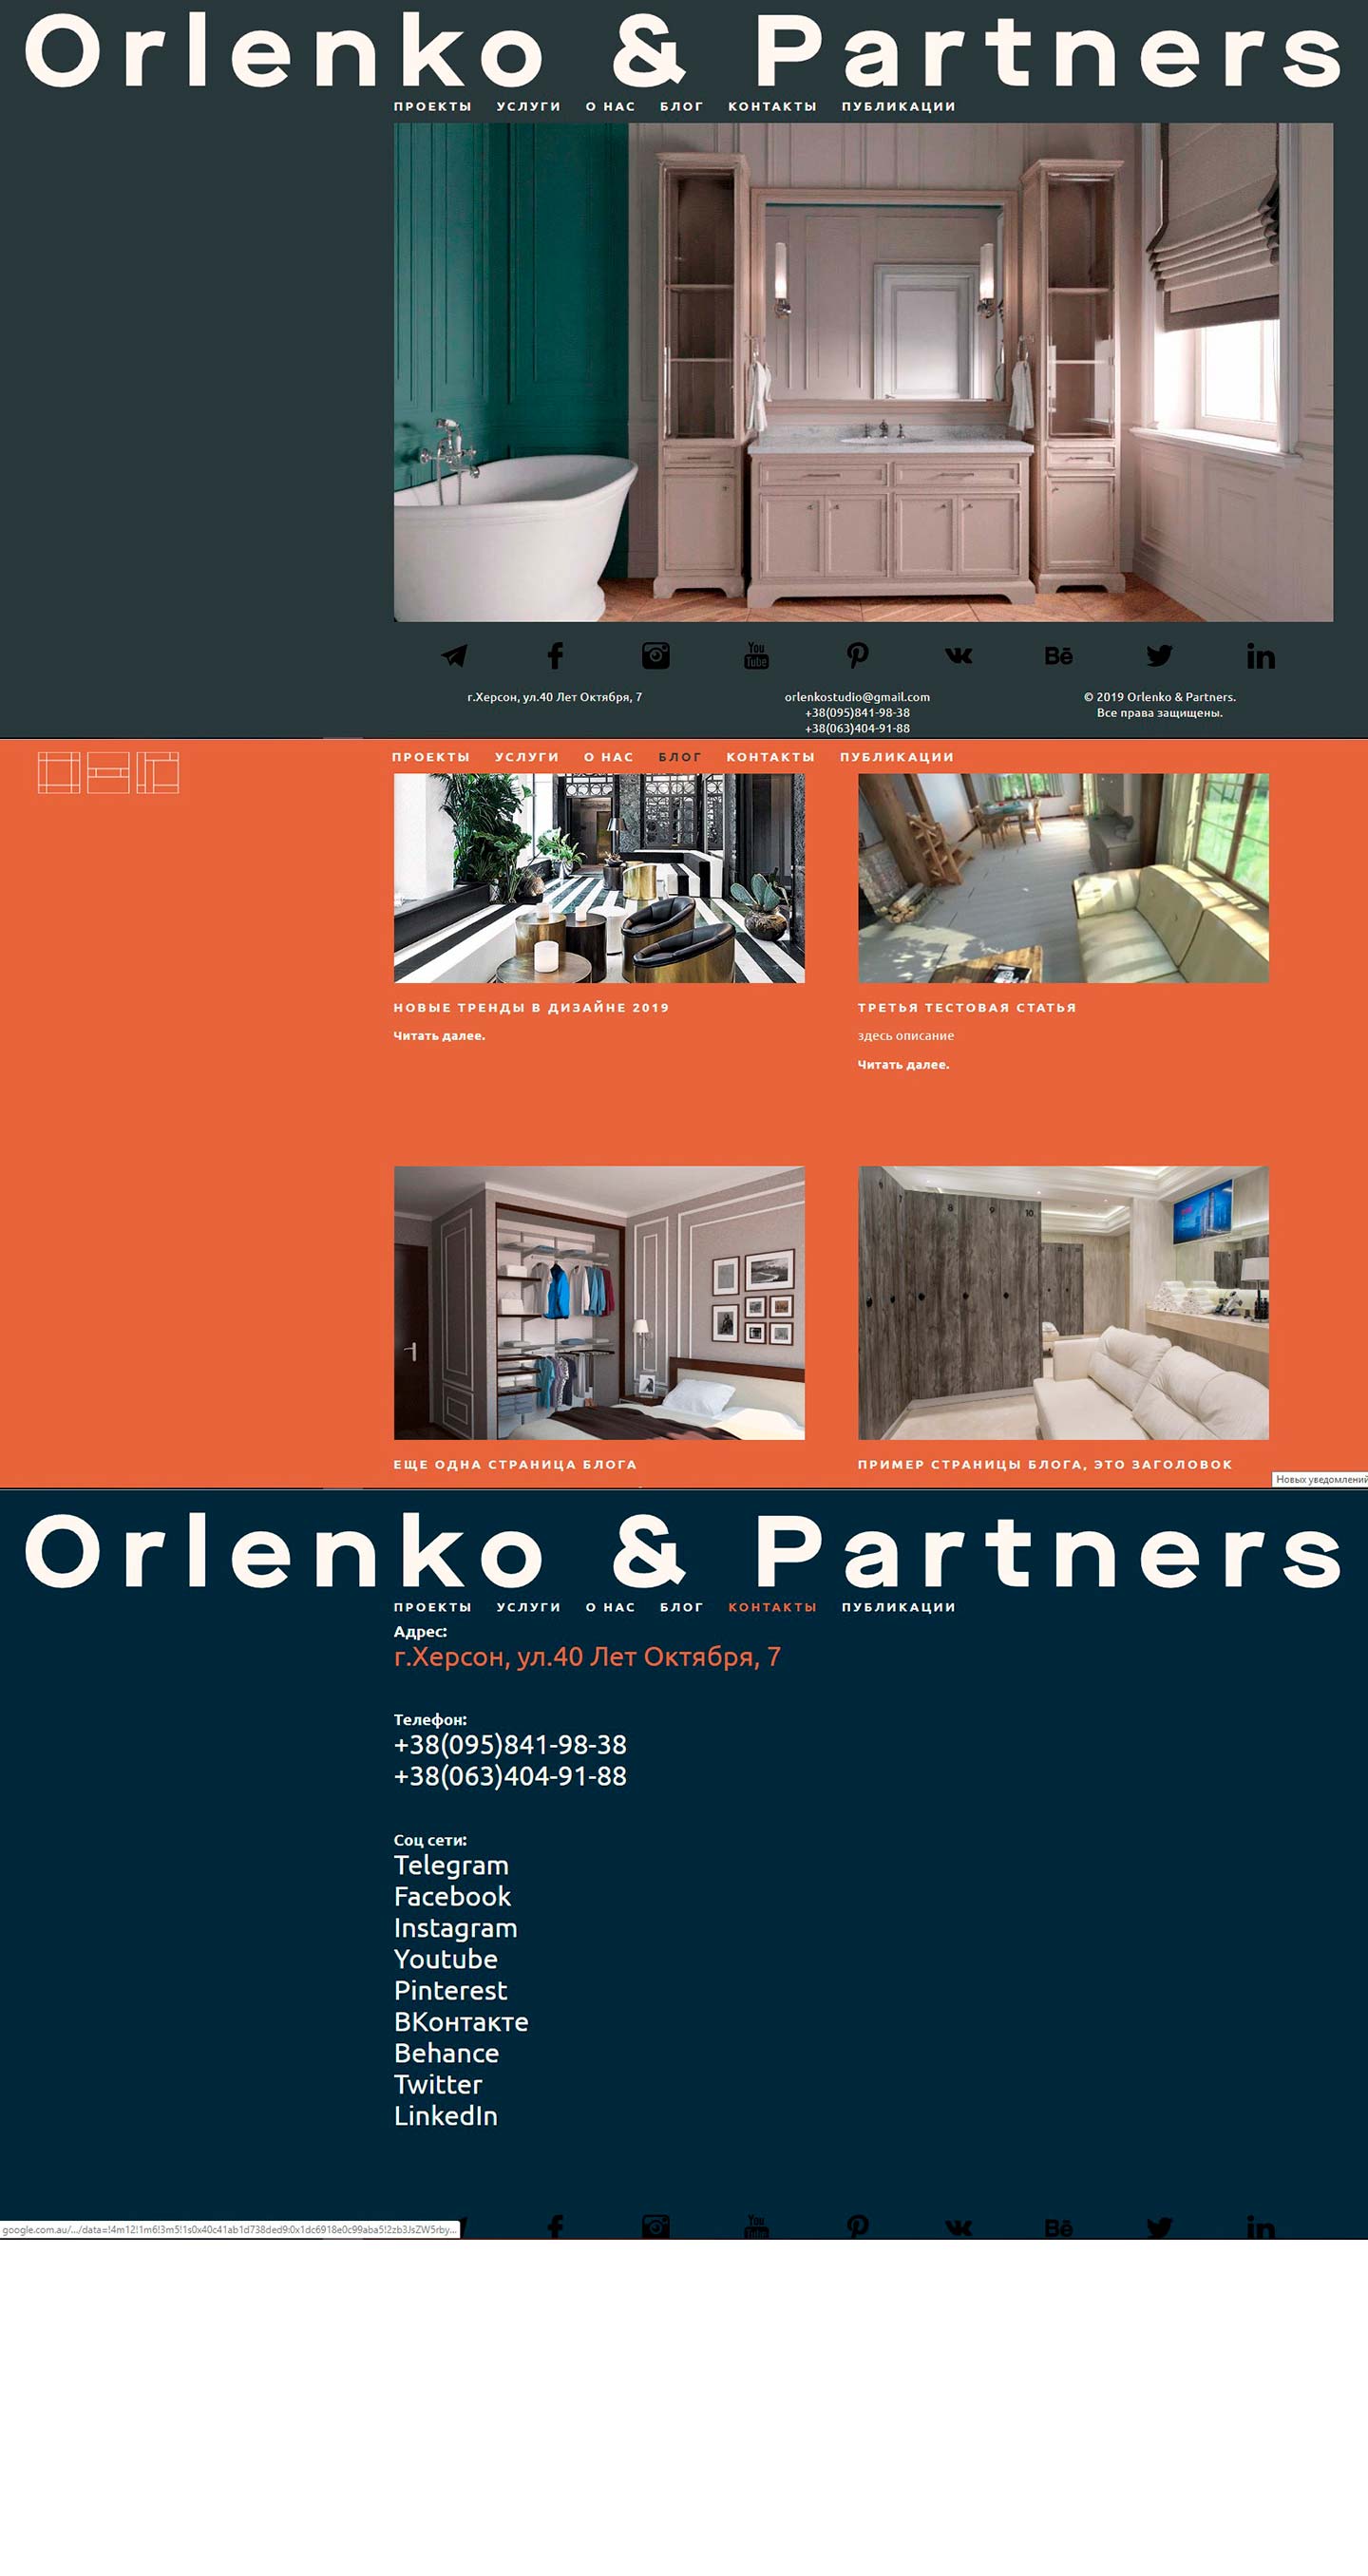 Orlenko & Partners
ПРОЕКТЫ УСЛУГИ О НАС БЛОГ КОНТАКТЫ ПУБЛИКАЦИИ
You
Tube
Bē
in
г.Херсон, ул.40 Лет Октября, 7
orlenkostudio@gmail.com
+38(095)841-98-38
+38(063)404-91-88
© 2019 Orlenko & Partners.
Все права защищены.
ПРОЕКТЫ УСЛУГИ О НАС БЛОГ КОНТАКТЫ ПУБЛИКАЦИИ
НОВЫЕ ТРЕНДЫ В ДИЗАЙНЕ 2019
Читать далее.
ТРЕТЬЯ ТЕСТОВАЯ СТАТЬЯ
здесь описание
Читать далее.
7 8 9 10
ЕЩЕ ОДНА СТРАНИЦА БЛОГА
ПРИМЕР СТРАНИЦЫ БЛОГА, ЭТО ЗАГОЛОВОК
Новых уведомлений
Orlenko & Partners
ПРОЕКТЫ УСЛУГИ О НАС БЛОГ КОНТАКТЫ ПУБЛИКАЦИИ
Адрес:
г.Херсон, ул.40 Лет Октября, 7
Телефон:
+38(095)841-98-38
+38(063)404-91-88
Соц сети:
Telegram
Facebook
Instagram
Youtube
Pinterest
ВКонтакте
Behance
Twitter
LinkedIn
google.com.au/.../data=!4m12!1m6!3m5!1s0x40c41ab1d738ded9:0x1dc6918e0c99aba5!2zb3JsZW5rby...
You
Tube
Bē
in